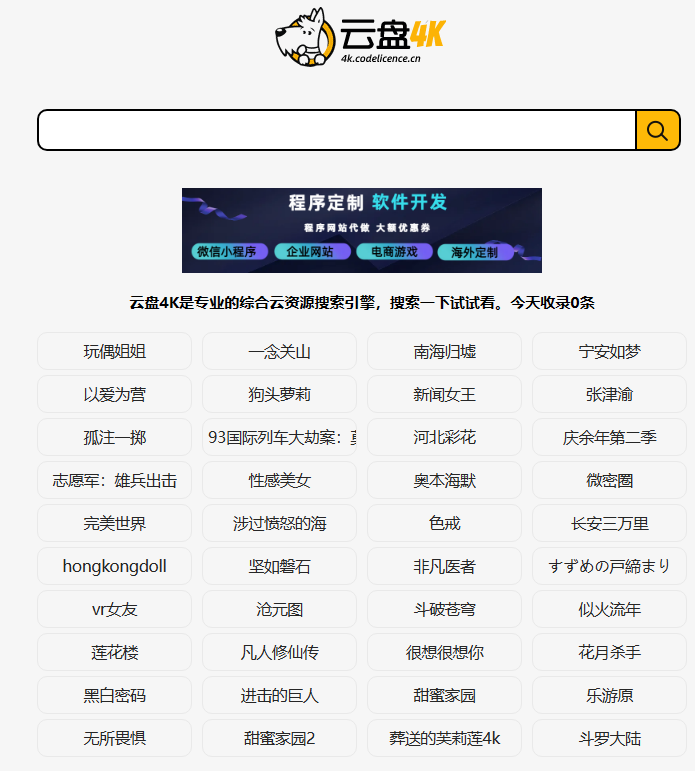 云盘4K
4k.codelicence.cn
程序定制 软件开发
程序网站代做 大额优惠券
微信小程序 企业网站 电商游戏 海外定制
云盘4K是专业的综合云资源搜索引擎，搜索一下试试看。今天收录0条
玩偶姐姐 一念关山 南海归墟 宁安如梦
以爱为营 狗头萝莉 新闻女王 张津渝
孤注一掷 93国际列车大劫案： 河北彩花 庆余年第二季
志愿军：雄兵出击 性感美女 奥本海默 微密圈
完美世界 涉过愤怒的海 色戒 长安三万里
hongkongdoll 坚如磐石 非凡医者 すずめの戸締まり
vr女友 沧元图 斗破苍穹 似火流年
莲花楼 凡人修仙传 很想很想你 花月杀手
黑白密码 进击的巨人 甜蜜家园 乐游原
无所畏惧 甜蜜家园2 葬送的芙莉莲4k 斗罗大陆